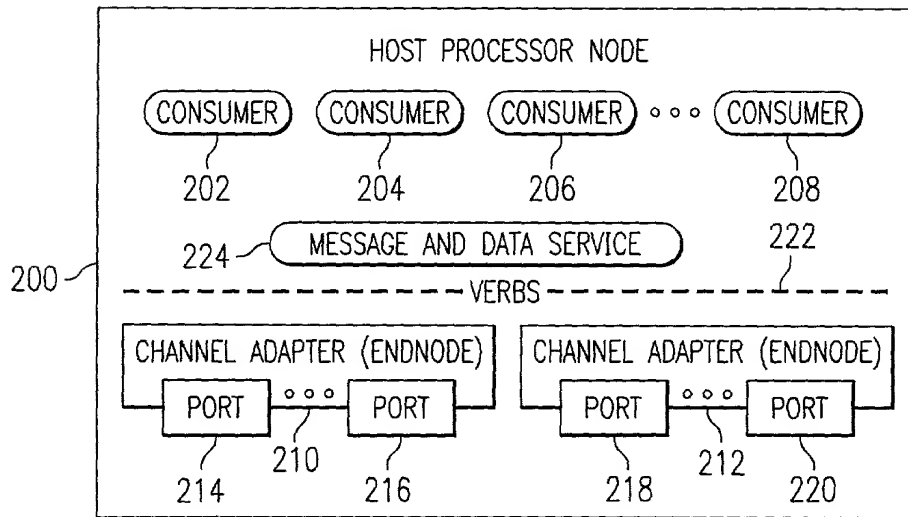 HOST PROCESSOR NODE
CONSUMER CONSUMER CONSUMER CONSUMER
202 204 206 208
224 MESSAGE AND DATA SERVICE 222
200
VERBS
CHANNEL ADAPTER (ENDNODE) CHANNEL ADAPTER (ENDNODE)
PORT PORT PORT PORT
210 212
214 216 218 220